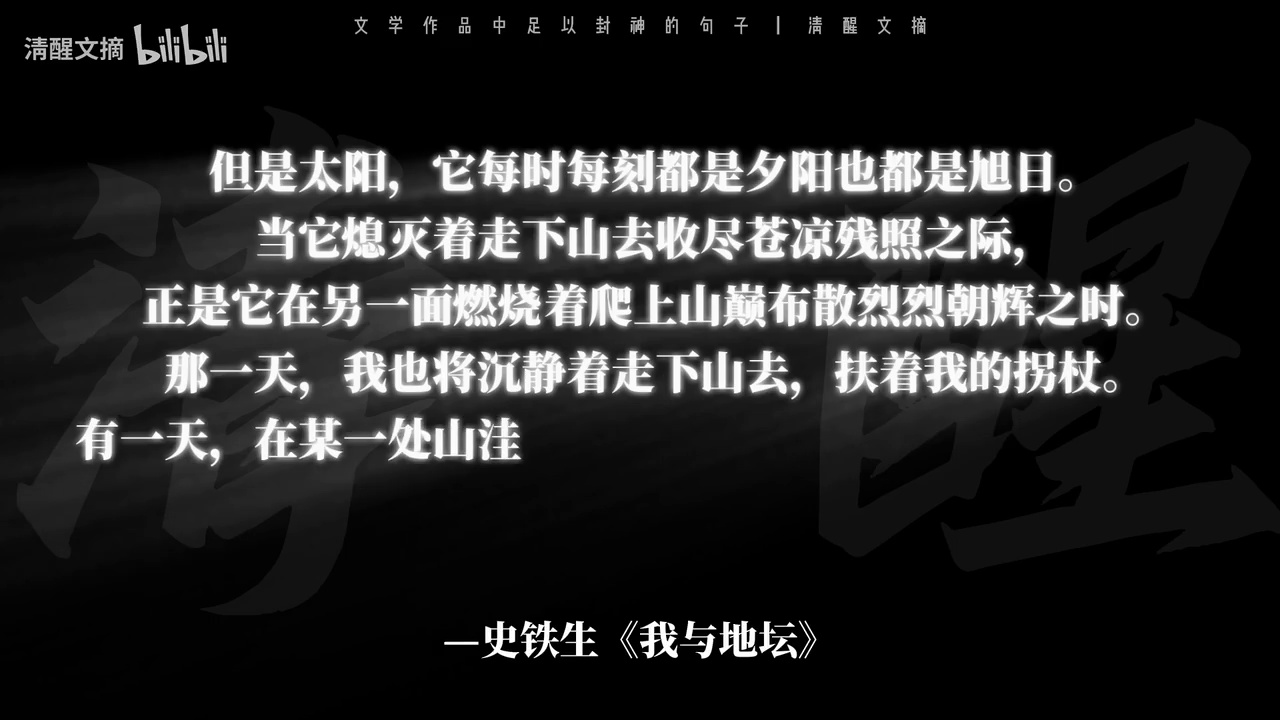 文学作品中足以封神的句子 | 清醒文摘
清醒文摘 bilibili
清醒
但是太阳，它每时每刻都是夕阳也都是旭日。
当它熄灭着走下山去收尽苍凉残照之际，
正是它在另一面燃烧着爬上山巅布散烈烈朝辉之时。
那一天，我也将沉静着走下山去，扶着我的拐杖。
有一天，在某一处山洼
—史铁生《我与地坛》